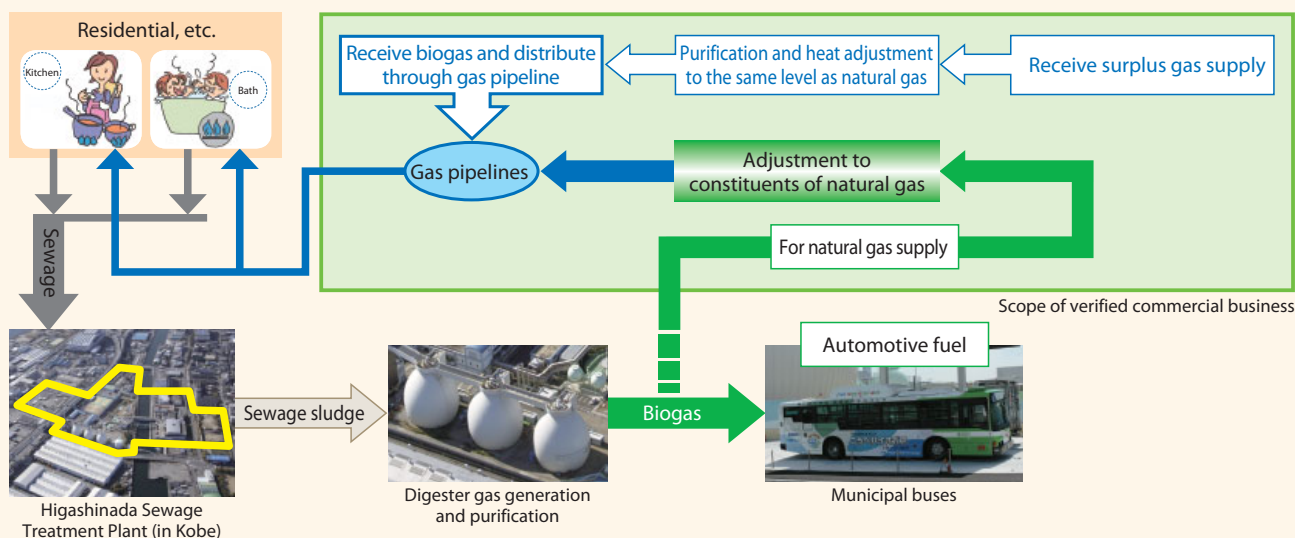 Residential, etc.
Kitchen
Bath
Receive biogas and distribute
through gas pipeline
Purification and heat adjustment
to the same level as natural gas
Receive surplus gas supply
Gas pipelines
Adjustment to
constituents of natural gas
For natural gas supply
Sewage
Scope of verified commercial business
Automotive fuel
Sewage sludge
Biogas
Higashinada Sewage
Treatment Plant (in Kobe)
Digester gas generation
and purification
Municipal buses